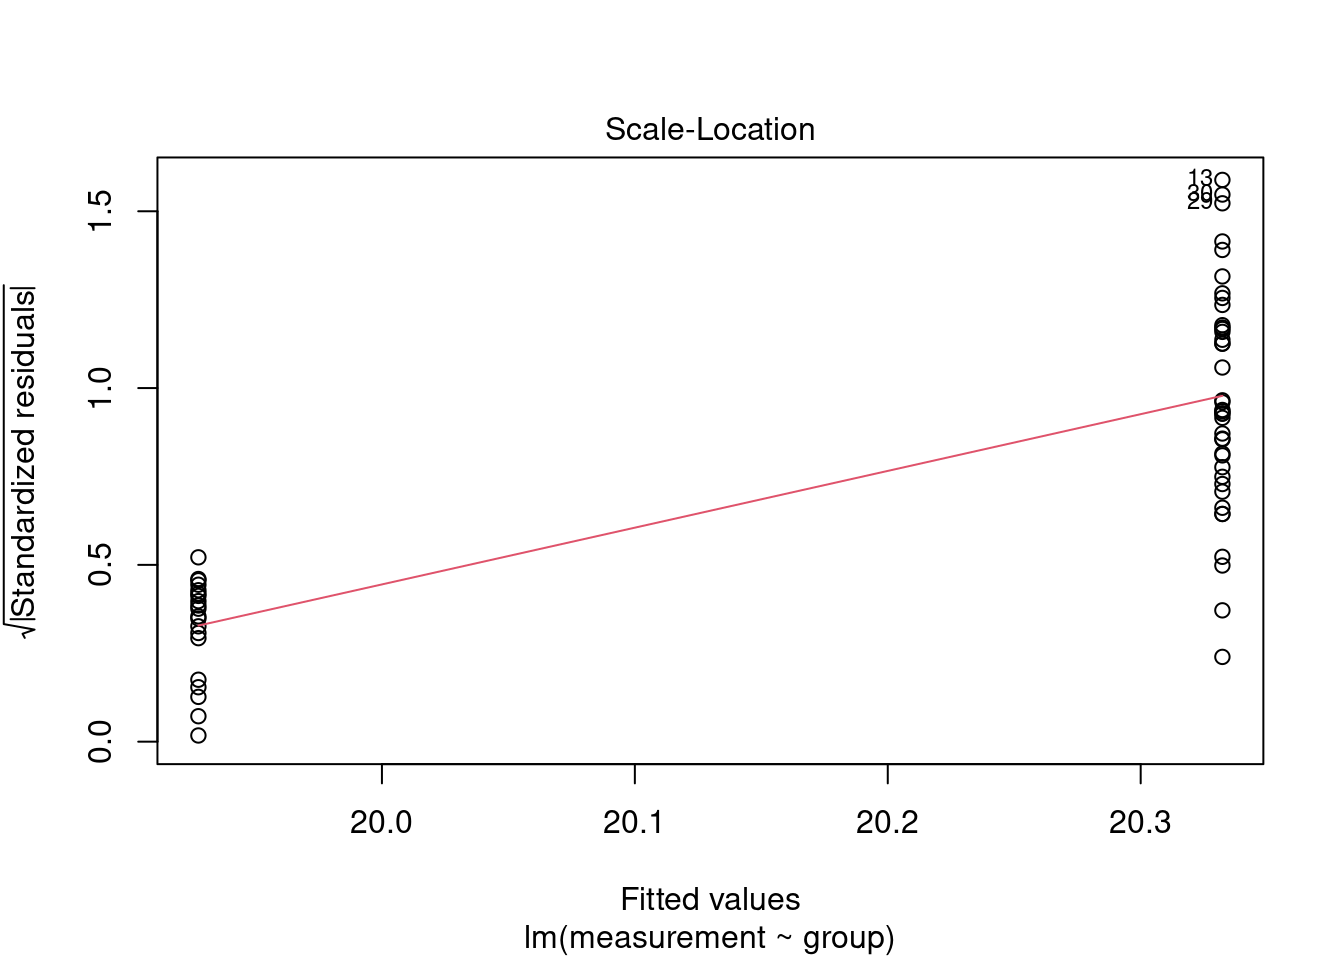 Scale-Location
√|Standardized residuals|
1.5
1.0
0.5
0.0
13
30
29
20.0 20.1 20.2 20.3
Fitted values
lm(measurement ~ group)